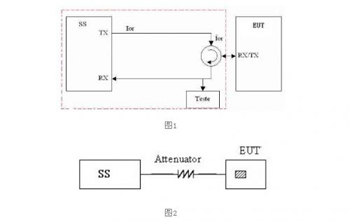 SS
TX
Ior
Ior
EUT
RX/TX
RX
Teste
图1
Attenuator
EUT
SS
图2